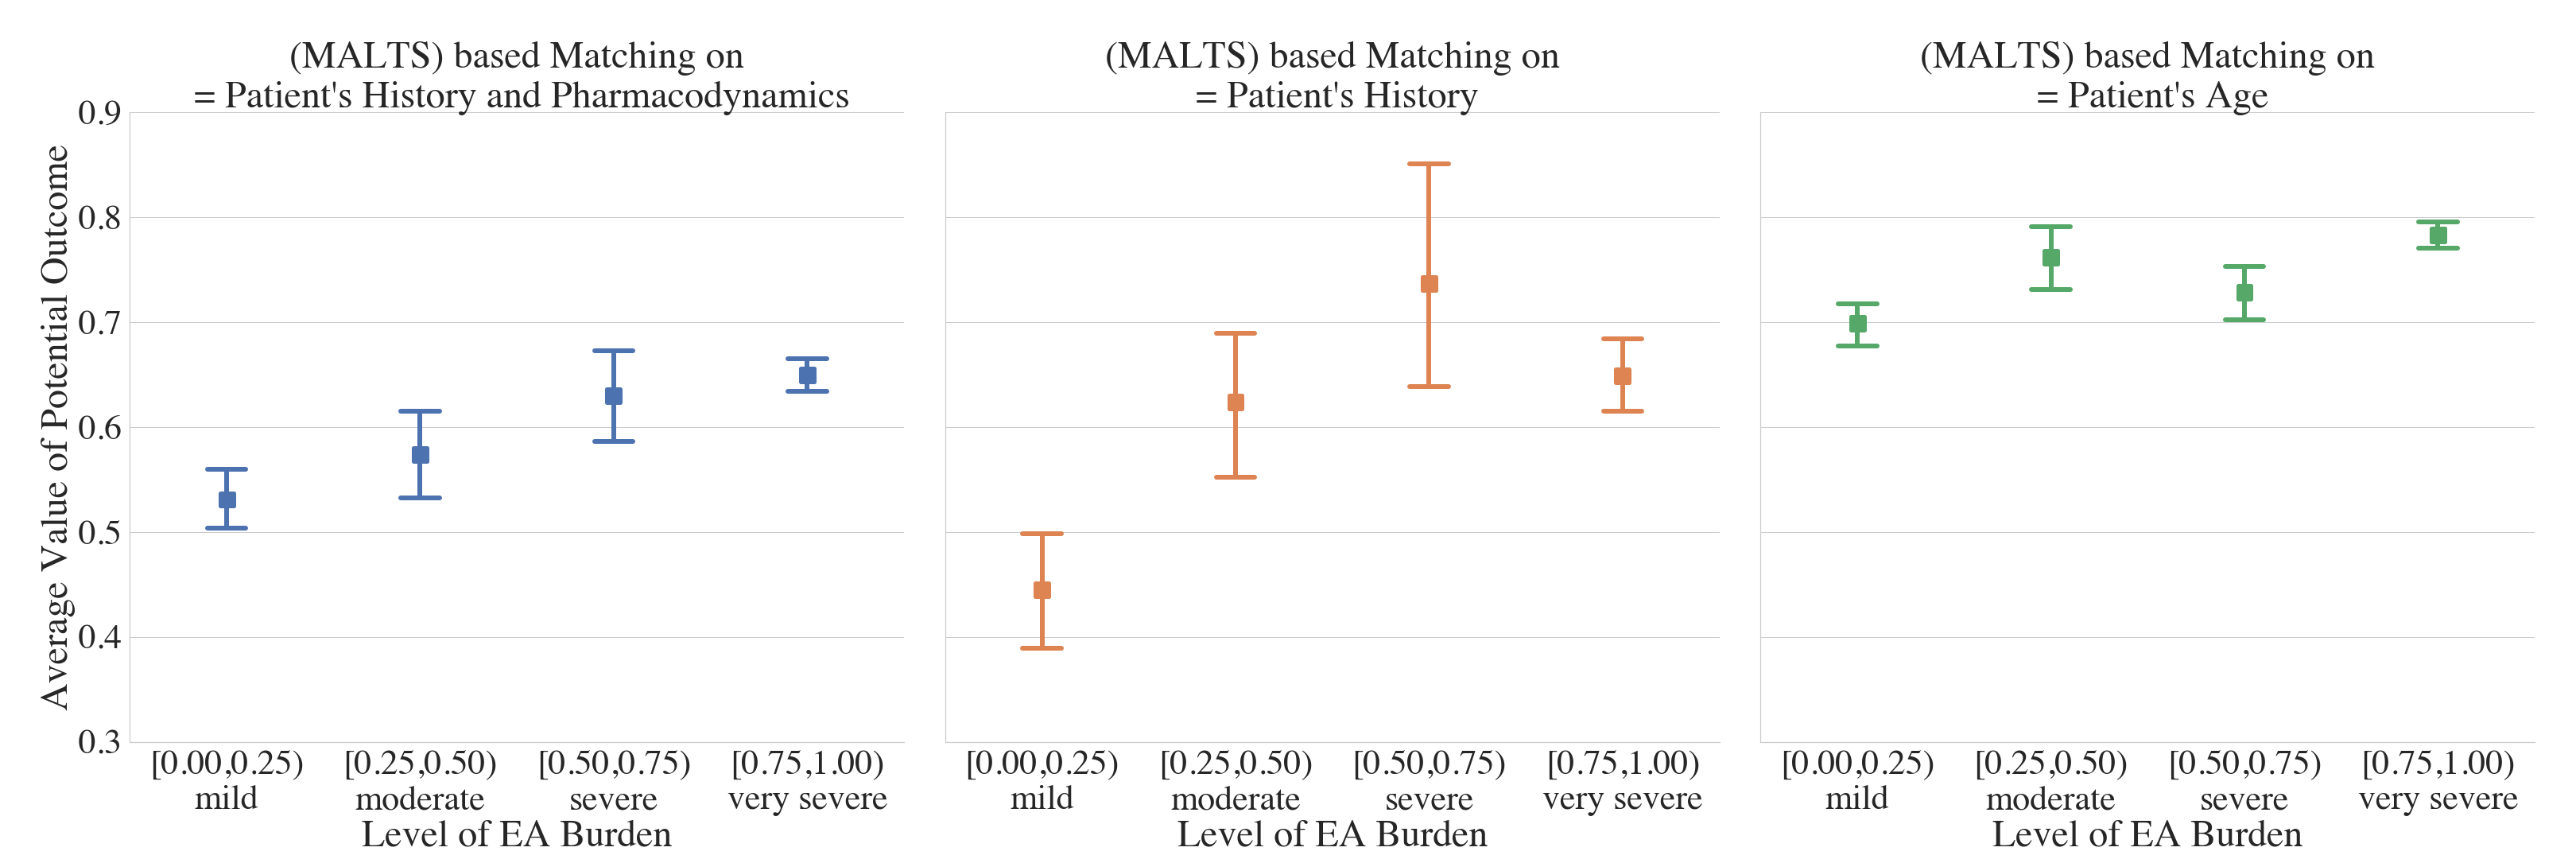 (MALTS) based Matching on
= Patient's History and Pharmacodynamics
(MALTS) based Matching on
= Patient's History
(MALTS) based Matching on
= Patient's Age
Average Value of Potential Outcome
0.9
0.8
0.7
0.6
0.5
0.4
0.3
[0.00,0.25)
mild
[0.25,0.50)
moderate
[0.50,0.75)
severe
[0.75,1.00)
very severe
Level of EA Burden
[0.00,0.25)
mild
[0.25,0.50)
moderate
[0.50,0.75)
severe
[0.75,1.00)
very severe
Level of EA Burden
[0.00,0.25)
mild
[0.25,0.50)
moderate
[0.50,0.75)
severe
[0.75,1.00)
very severe
Level of EA Burden